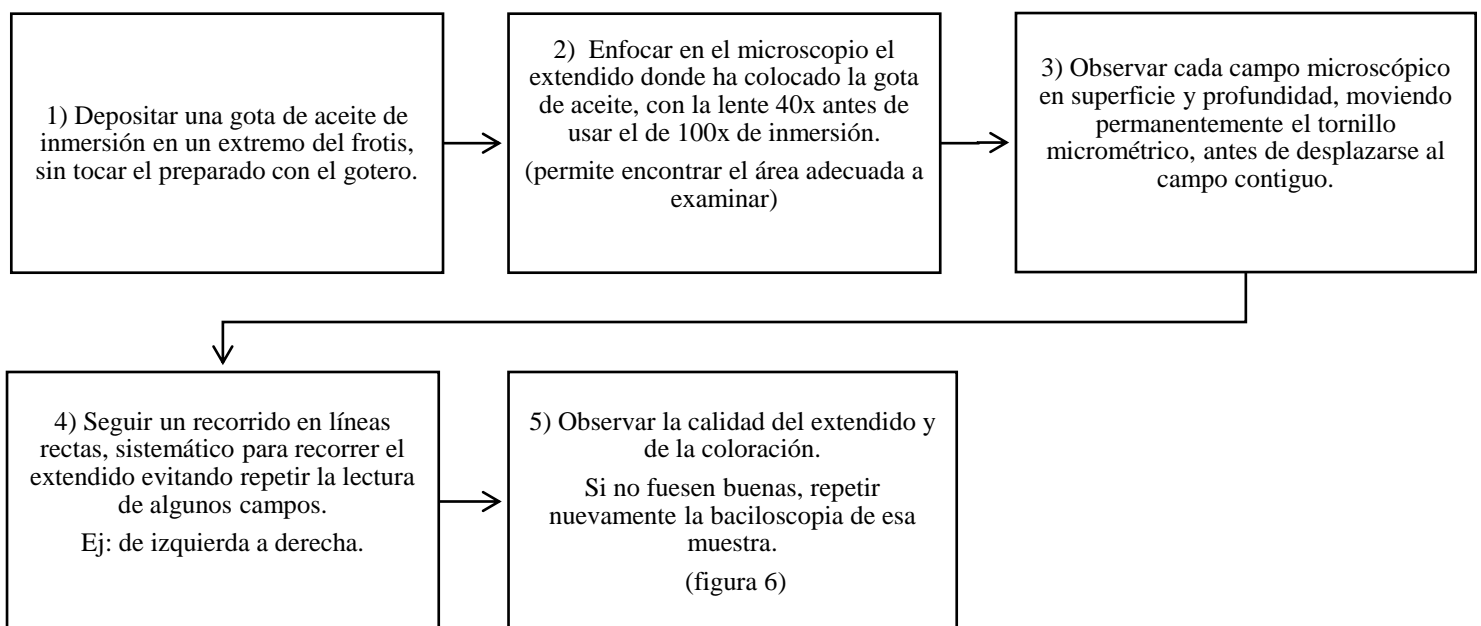 1) Depositar una gota de aceite de
inmersión en un extremo del frotis,
sin tocar el preparado con el gotero.
2) Enfocar en el microscopio el
extendido donde ha colocado la gota
de aceite, con la lente 40x antes de
usar el de 100x de inmersión.
(permite encontrar el área adecuada a
examinar)
3) Observar cada campo microscópico
en superficie y profundidad, moviendo
permanentemente el tornillo
micrométrico, antes de desplazarse al
campo contiguo.
4) Seguir un recorrido en líneas
rectas, sistemático para recorrer el
extendido evitando repetir la lectura
de algunos campos.
Ej: de izquierda a derecha.
5) Observar la calidad del extendido y
de la coloración.
Si no fuesen buenas, repetir
nuevamente la baciloscopia de esa
muestra.
(figura 6)